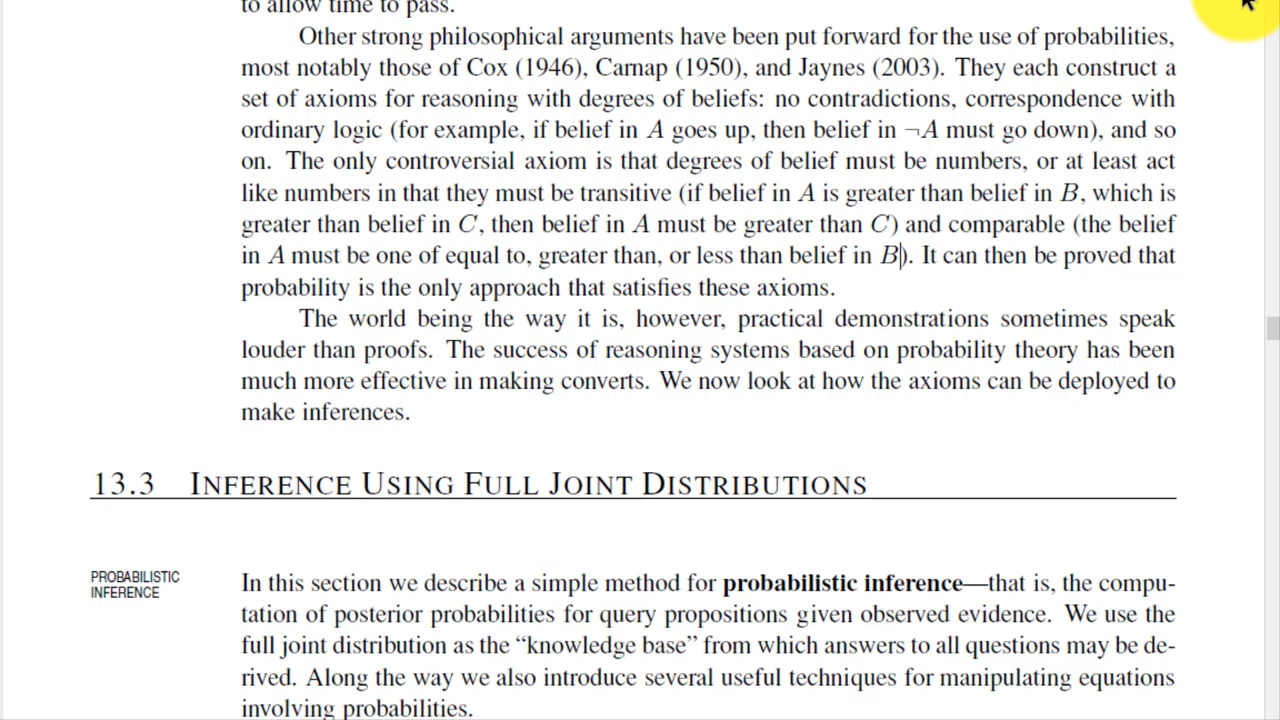 to allow time to pass.
Other strong philosophical arguments have been put forward for the use of probabilities,
most notably those of Cox (1946), Carnap (1950), and Jaynes (2003). They each construct a
set of axioms for reasoning with degrees of beliefs: no contradictions, correspondence with
ordinary logic (for example, if belief in A goes up, then belief in ¬A must go down), and so
on. The only controversial axiom is that degrees of belief must be numbers, or at least act
like numbers in that they must be transitive (if belief in A is greater than belief in B, which is
greater than belief in C, then belief in A must be greater than C) and comparable (the belief
in A must be one of equal to, greater than, or less than belief in B). It can then be proved that
probability is the only approach that satisfies these axioms.
The world being the way it is, however, practical demonstrations sometimes speak
louder than proofs. The success of reasoning systems based on probability theory has been
much more effective in making converts. We now look at how the axioms can be deployed to
make inferences.
13.3 INFERENCE USING FULL JOINT DISTRIBUTIONS
PROBABILISTIC
INFERENCE
In this section we describe a simple method for probabilistic inference—that is, the compu-
tation of posterior probabilities for query propositions given observed evidence. We use the
full joint distribution as the “knowledge base” from which answers to all questions may be de-
rived. Along the way we also introduce several useful techniques for manipulating equations
involving probabilities.